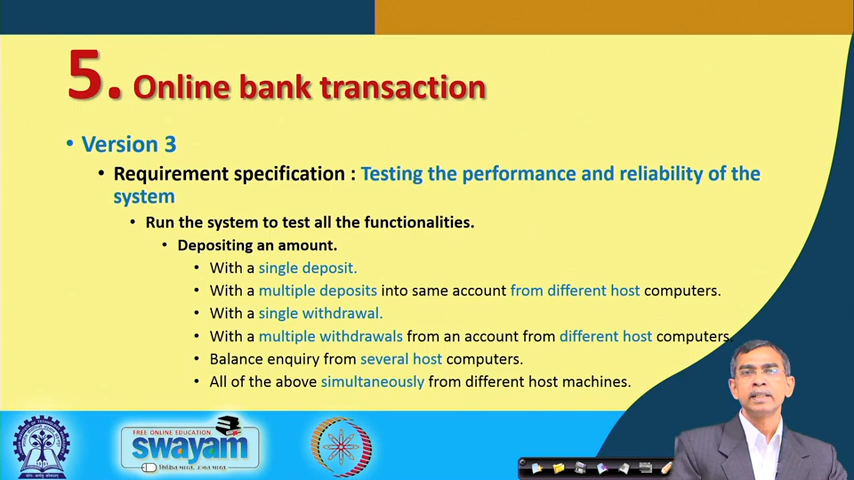 5. Online bank transaction
• Version 3
• Requirement specification : Testing the performance and reliability of the
system
• Run the system to test all the functionalities.
• Depositing an amount.
• With a single deposit.
• With a multiple deposits into same account from different host computers.
• With a single withdrawal.
• With a multiple withdrawals from an account from different host computers.
• Balance enquiry from several host computers.
• All of the above simultaneously from different host machines.
FREE ONLINE EDUCATION
swayam